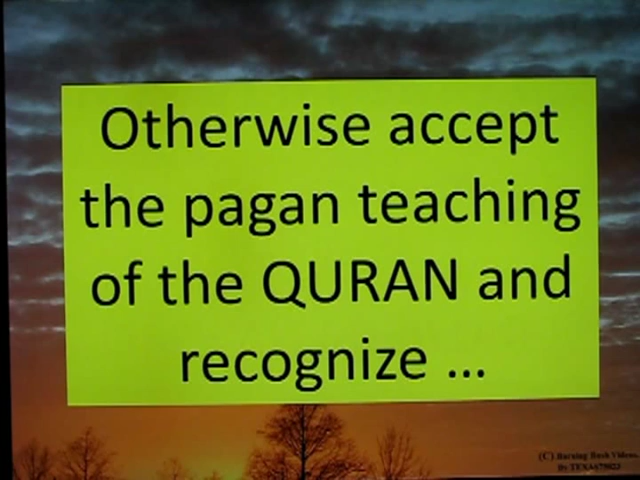 Otherwise accept
the pagan teaching
of the QURAN and
recognize ...
(C) Burning Bush Videos,